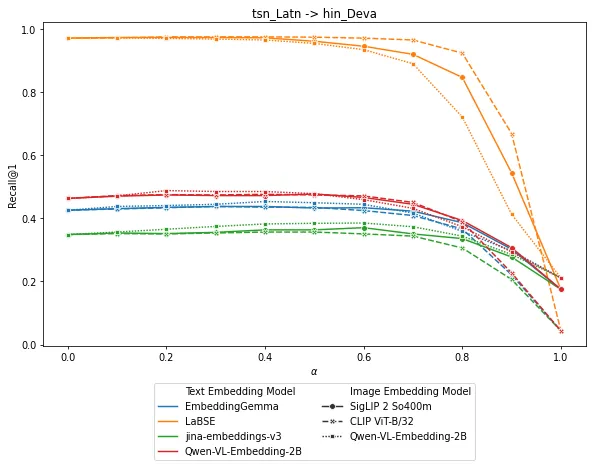 tsn_Latn -> hin_Deva
1.0
0.8
0.6
0.4
0.2
0.0
Recall@1
0.0 0.2 0.4 0.6 0.8 1.0
α
Text Embedding Model
EmbeddingGemma
LaBSE
jina-embeddings-v3
Qwen-VL-Embedding-2B
Image Embedding Model
SigLIP 2 So400m
CLIP ViT-B/32
Qwen-VL-Embedding-2B